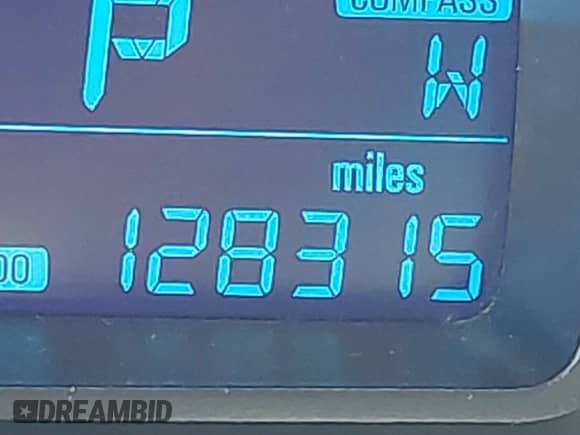 COMPASS
P
W
miles
128315
DREAMBID